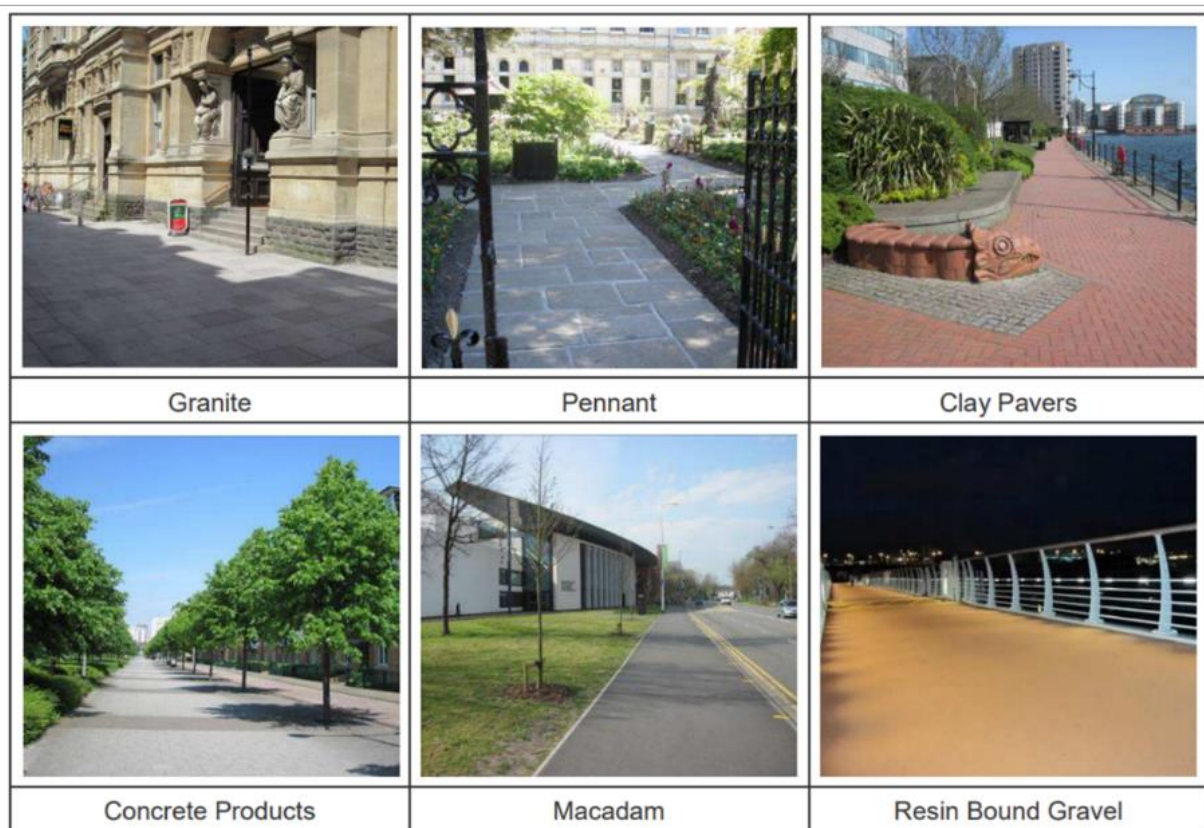 Granite
Pennant
Clay Pavers
Concrete Products
Macadam
Resin Bound Gravel